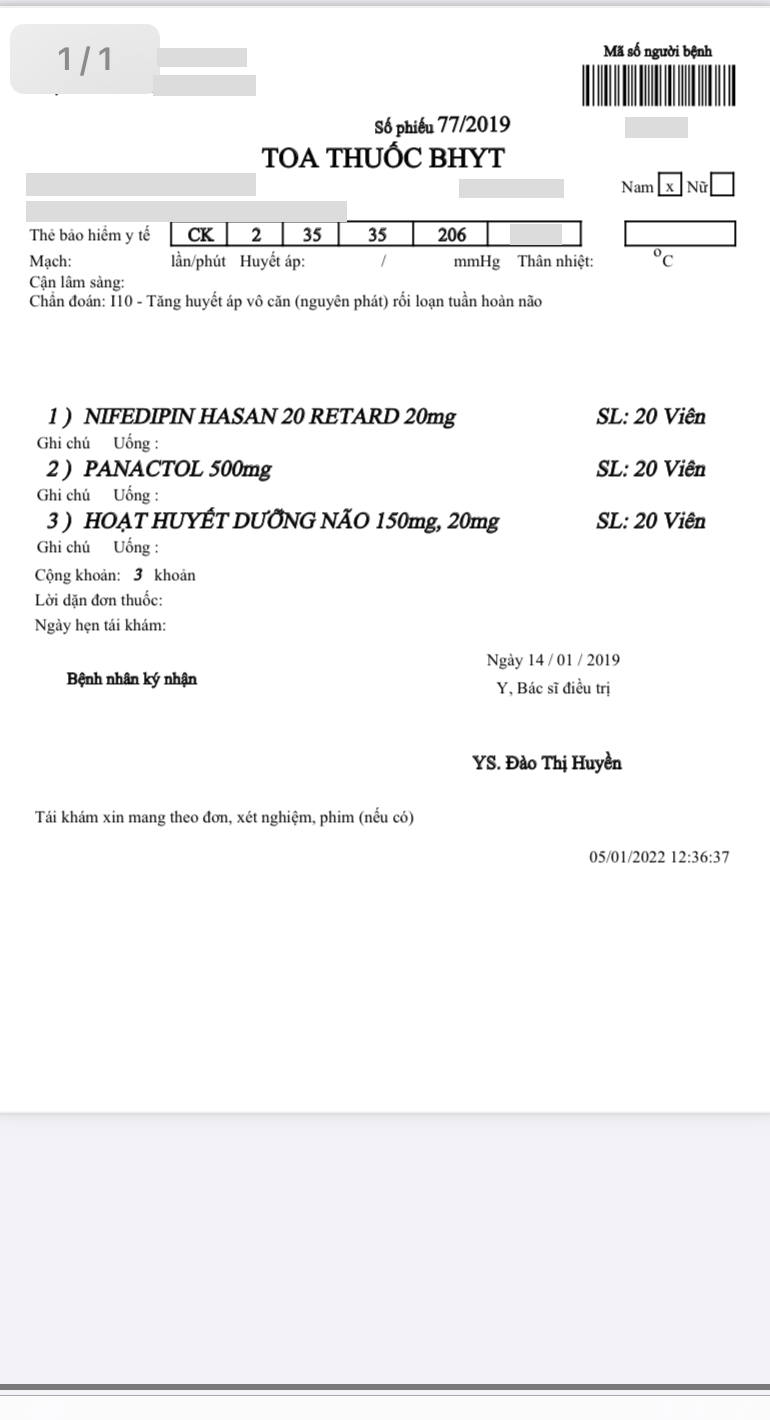 1/1
Mã số người bệnh
Số phiếu 77/2019
TOA THUỐC BHYT
Nam x Nữ
Thẻ bảo hiểm y tế CK 2 35 35 206
Mạch: lần/phút Huyết áp: / mmHg Thân nhiệt: °C
Cận lâm sàng:
Chẩn đoán: I10 - Tăng huyết áp vô căn (nguyên phát) rối loạn tuần hoàn não
1 ) NIFEDIPIN HASAN 20 RETARD 20mg SL: 20 Viên
Ghi chú Uống :
2 ) PANACTOL 500mg SL: 20 Viên
Ghi chú Uống :
3 ) HOẠT HUYẾT DƯỠNG NÃO 150mg, 20mg SL: 20 Viên
Ghi chú Uống :
Cộng khoản: 3 khoản
Lời dặn đơn thuốc:
Ngày hẹn tái khám:
Ngày 14 / 01 / 2019
Bệnh nhân ký nhận
Y, Bác sĩ điều trị
YS. Đào Thị Huyền
Tái khám xin mang theo đơn, xét nghiệm, phim (nếu có)
05/01/2022 12:36:37